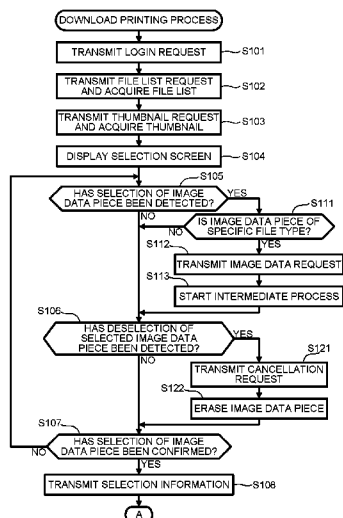 DOWNLOAD PRINTING PROCESS
TRANSMIT LOGIN REQUEST
S101
TRANSMIT FILE LIST REQUEST
AND ACQUIRE FILE LIST
S102
TRANSMIT THUMBNAIL REQUEST
AND ACQUIRE THUMBNAIL
S103
DISPLAY SELECTION SCREEN
S104
S105
HAS SELECTION OF IMAGE
DATA PIECE BEEN DETECTED?
YES
NO
S111
IS IMAGE DATA PIECE OF
SPECIFIC FILE TYPE?
NO
YES
S112
TRANSMIT IMAGE DATA REQUEST
S113
START INTERMEDIATE PROCESS
S106
HAS DESELECTION OF
SELECTED IMAGE DATA
PIECE BEEN DETECTED?
YES
NO
S121
TRANSMIT CANCELLATION
REQUEST
S122
ERASE IMAGE DATA PIECE
S107
HAS SELECTION OF IMAGE
DATA PIECE BEEN CONFIRMED?
NO
YES
S108
TRANSMIT SELECTION INFORMATION
A